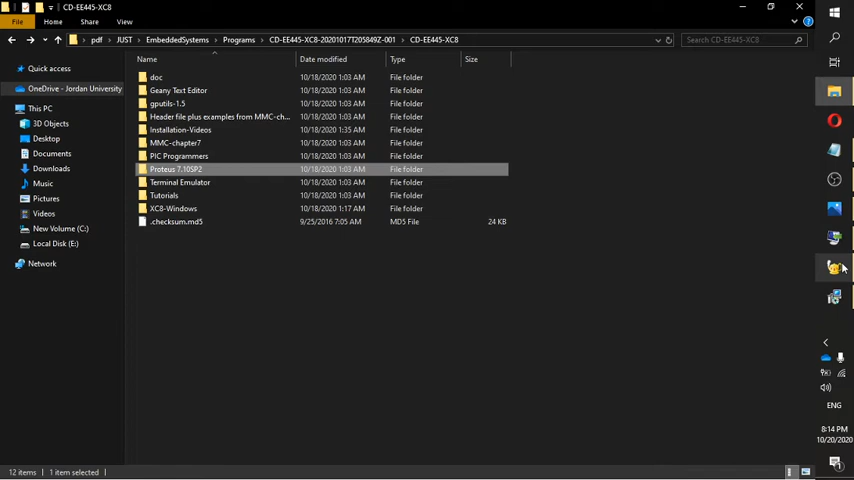 CD-EE445-XC8
File Home Share View
pdf > JUST > EmbeddedSystems > Programs > CD-EE445-XC8-20201017T205849Z-001 > CD-EE445-XC8
Search CD-EE445-XC8
Name Date modified Type Size
Quick access
OneDrive - Jordan University
This PC
3D Objects
Desktop
Documents
Downloads
Music
Pictures
Videos
New Volume (C:)
Local Disk (E:)
Network
doc 10/18/2020 1:03 AM File folder
Geany Text Editor 10/18/2020 1:03 AM File folder
gputils-1.5 10/18/2020 1:03 AM File folder
Header file plus examples from MMC-ch... 10/18/2020 1:03 AM File folder
Installation-Videos 10/18/2020 1:35 AM File folder
MMC-chapter7 10/18/2020 1:03 AM File folder
PIC Programmers 10/18/2020 1:03 AM File folder
Proteus 7.10SP2 10/18/2020 1:03 AM File folder
Terminal Emulator 10/18/2020 1:03 AM File folder
Tutorials 10/18/2020 1:03 AM File folder
XC8-Windows 10/18/2020 1:17 AM File folder
.checksum.md5 9/25/2016 7:05 AM MD5 File 24 KB
12 items 1 item selected
ENG
8:14 PM
10/20/2020
1